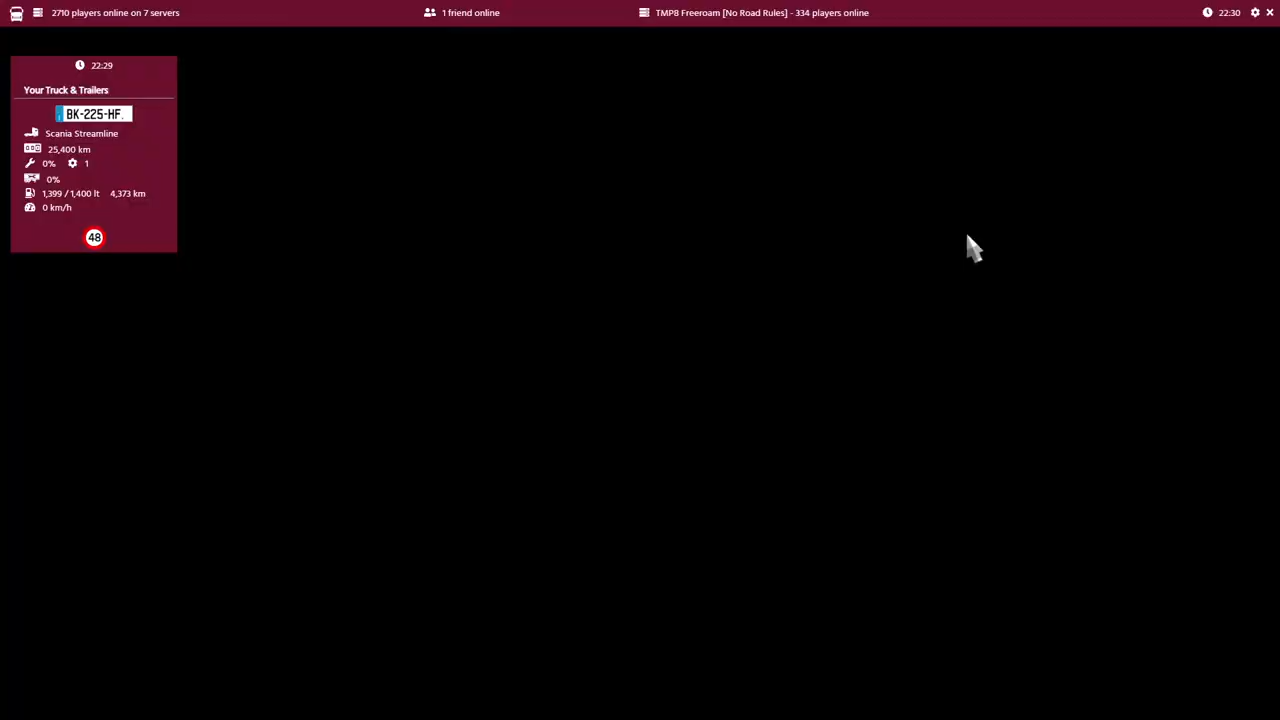 2710 players online on 7 servers
1 friend online
TMP8 Freeroam [No Road Rules] - 334 players online
22:30
22:29
Your Truck & Trailers
BK-225-HF.
Scania Streamline
25,400 km
0% 1
0%
1,399 / 1,400 lt 4,373 km
0 km/h
48